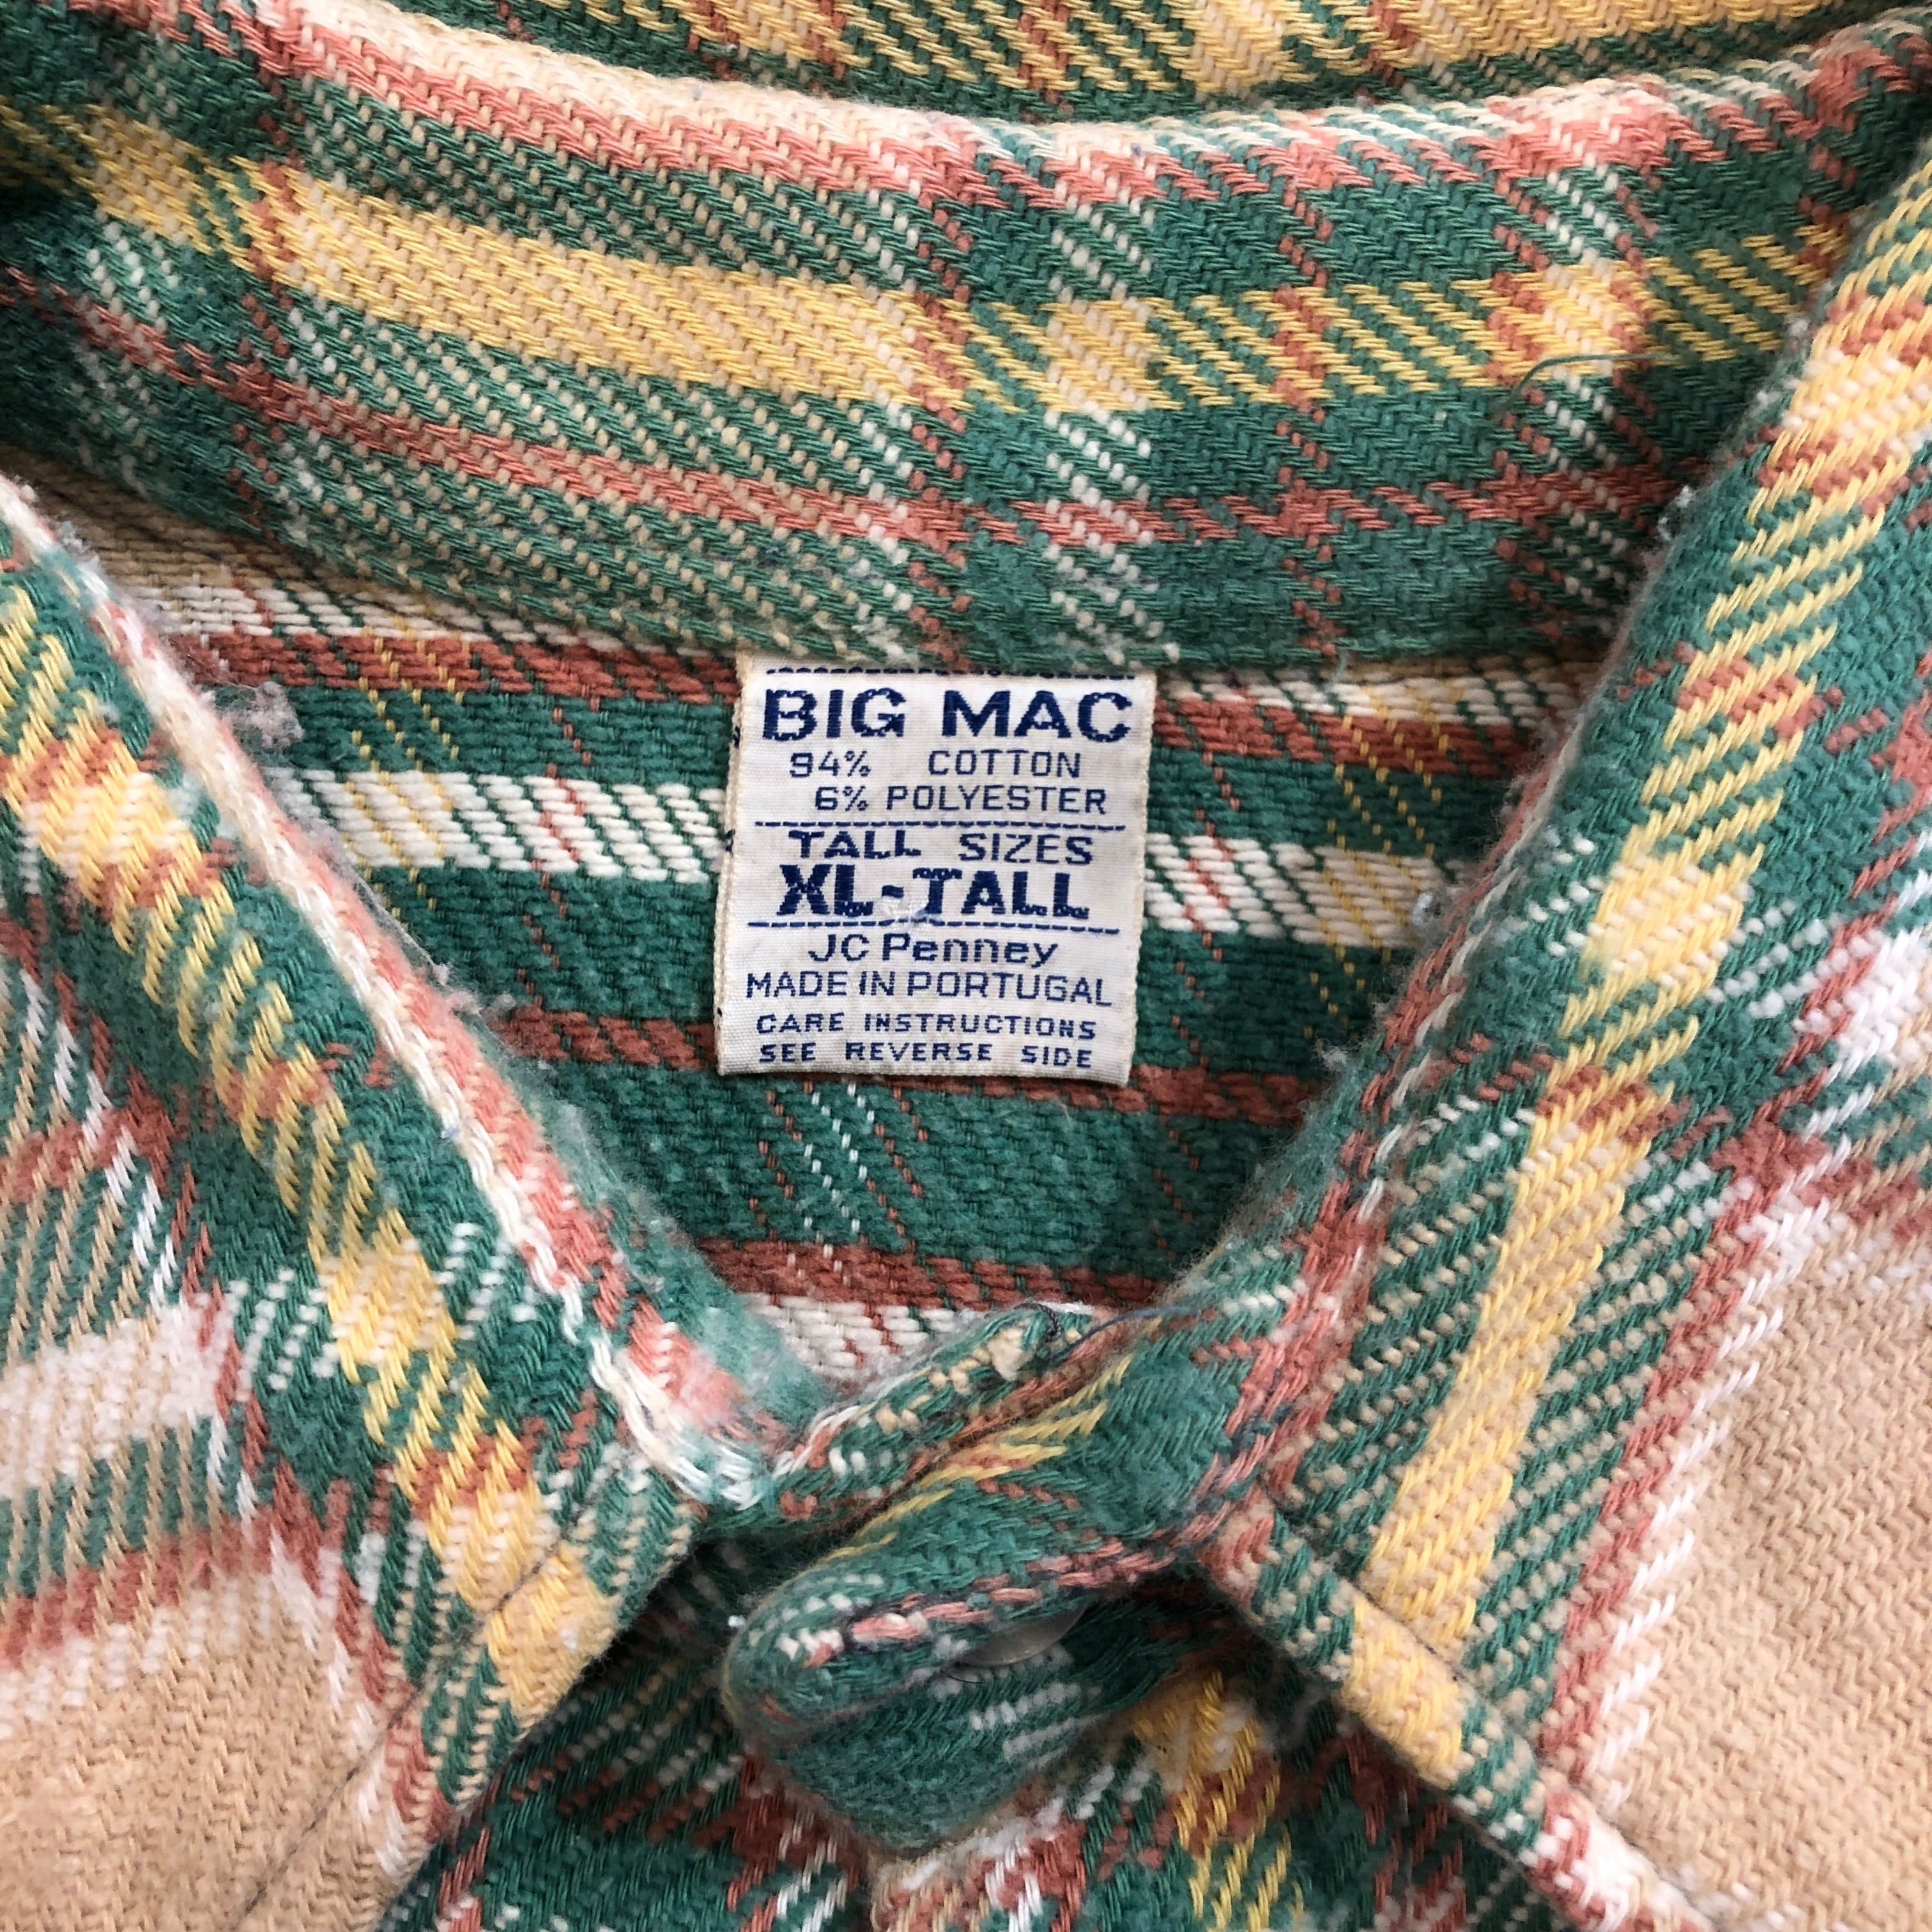 BIG MAC
94% COTTON
6% POLYESTER
TALL SIZES
XL-TALL
JC Penney
MADE IN PORTUGAL
CARE INSTRUCTIONS
SEE REVERSE SIDE